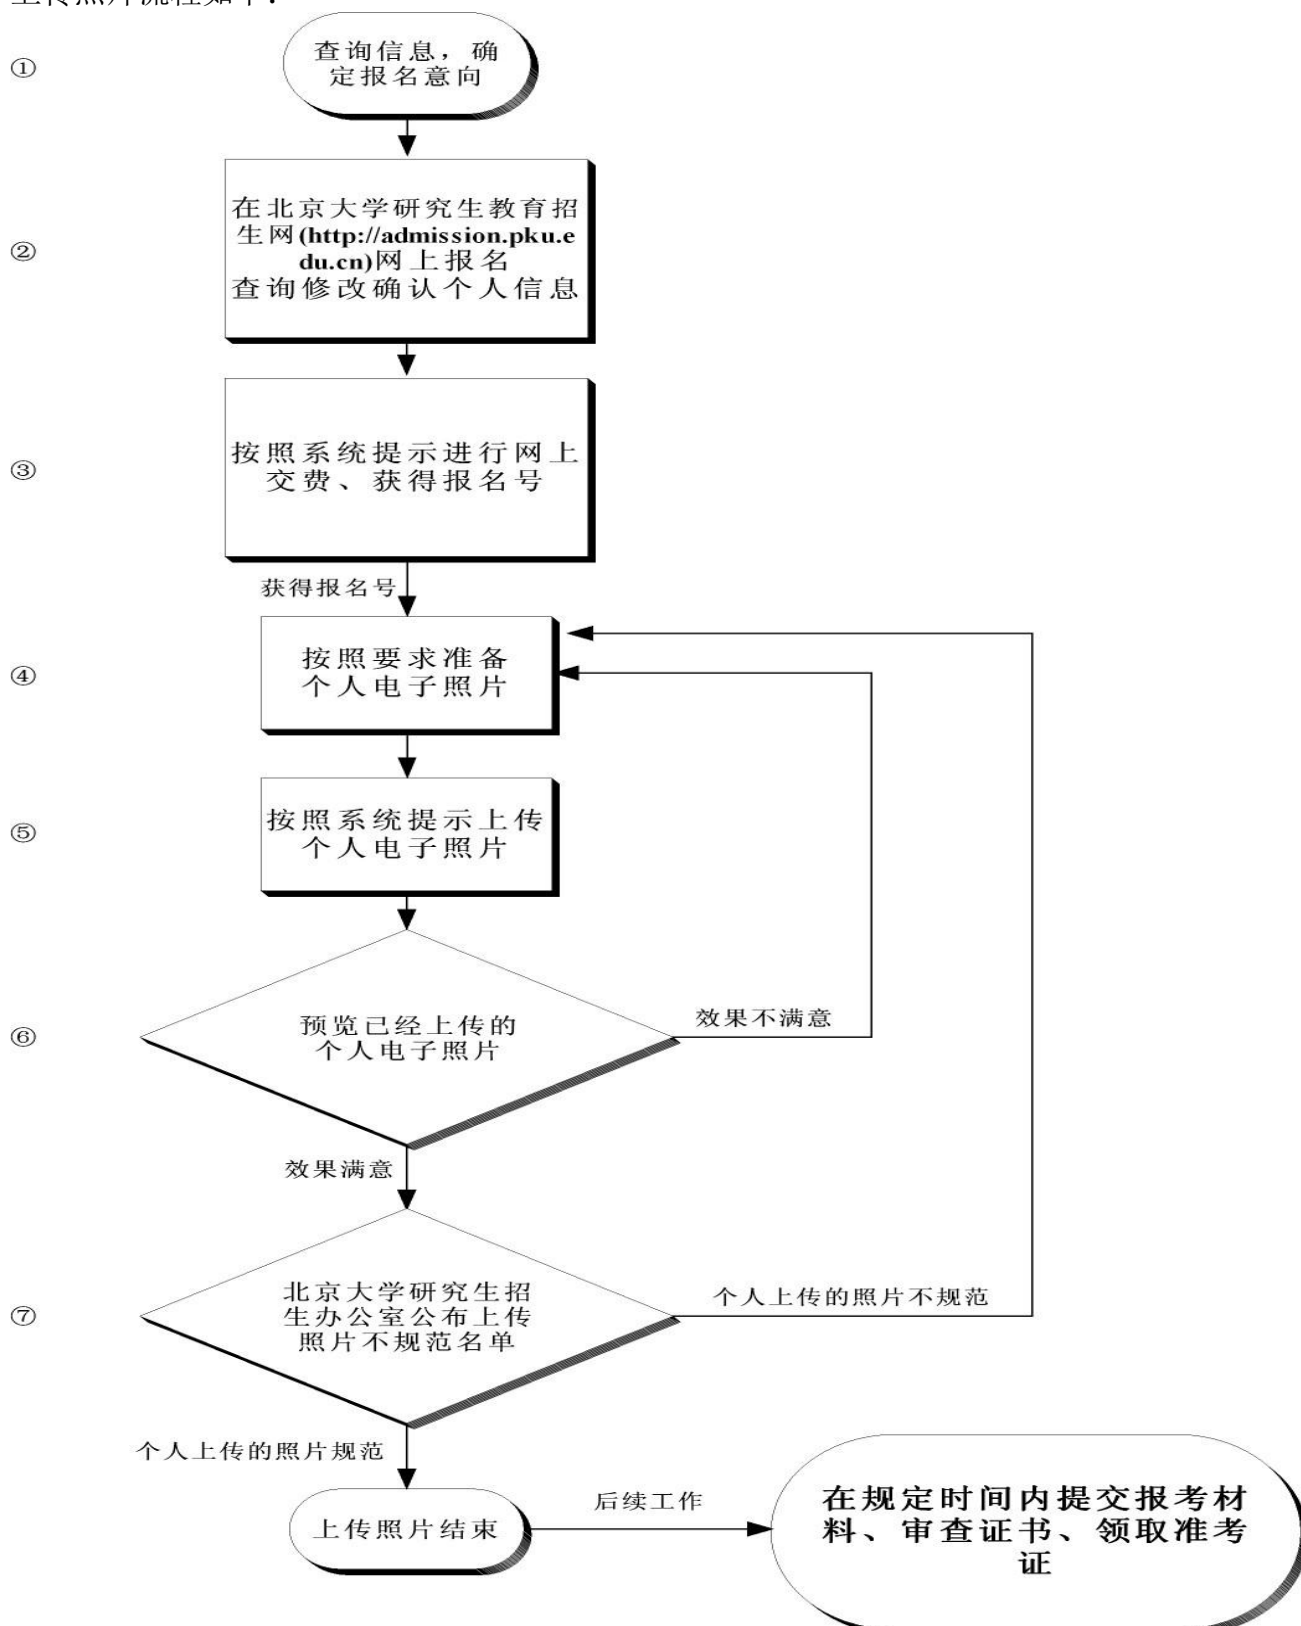 上传照片流程如下：
①
查询信息，确
定报名意向
②
在北京大学研究生教育招
生网(http://admission.pku.e
du.cn)网上报名
查询修改确认个人信息
③
按照系统提示进行网上
交费、获得报名号
获得报名号
④
按照要求准备
个人电子照片
⑤
按照系统提示上传
个人电子照片
⑥
预览已经上传的
个人电子照片
效果不满意
效果满意
⑦
北京大学研究生招
生办公室公布上传
照片不规范名单
个人上传的照片不规范
个人上传的照片规范
上传照片结束
后续工作
在规定时间内提交报考材
料、审查证书、领取准考
证